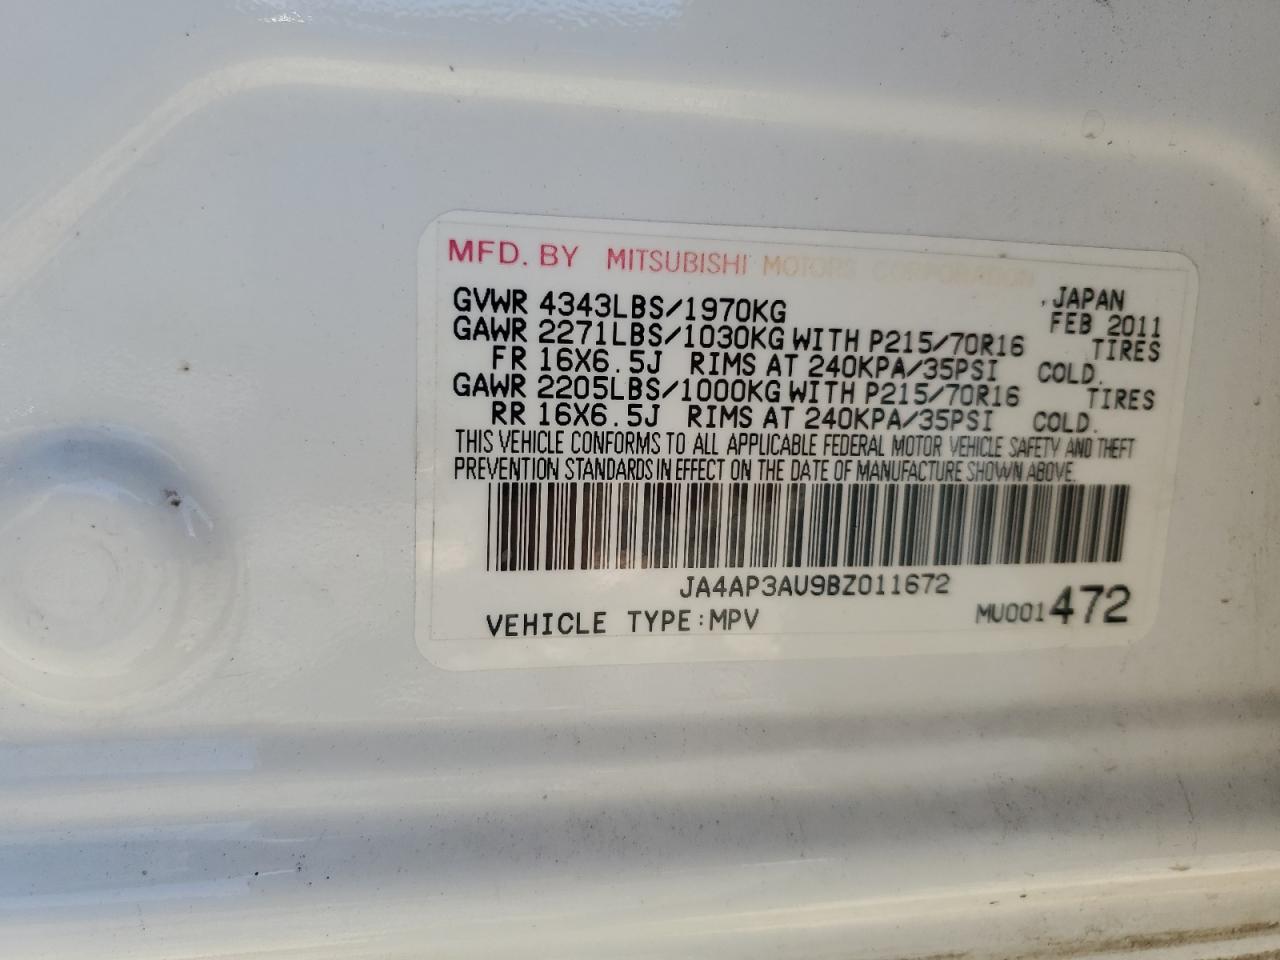 MFD. BY MITSUBISHI MOTORS CORPORATION
GVWR 4343LBS/1970KG , JAPAN
FEB 2011
GAWR 2271LBS/1030KG WITH P215/70R16 TIRES
FR 16X6.5J RIMS AT 240KPA/35PSI COLD.
GAWR 2205LBS/1000KG WITH P215/70R16 TIRES
RR 16X6.5J RIMS AT 240KPA/35PSI COLD.
THIS VEHICLE CONFORMS TO ALL APPLICABLE FEDERAL MOTOR VEHICLE SAFETY AND THEFT
PREVENTION STANDARDS IN EFFECT ON THE DATE OF MANUFACTURE SHOWN ABOVE.
JA4AP3AU9BZ011672
VEHICLE TYPE:MPV MU001472